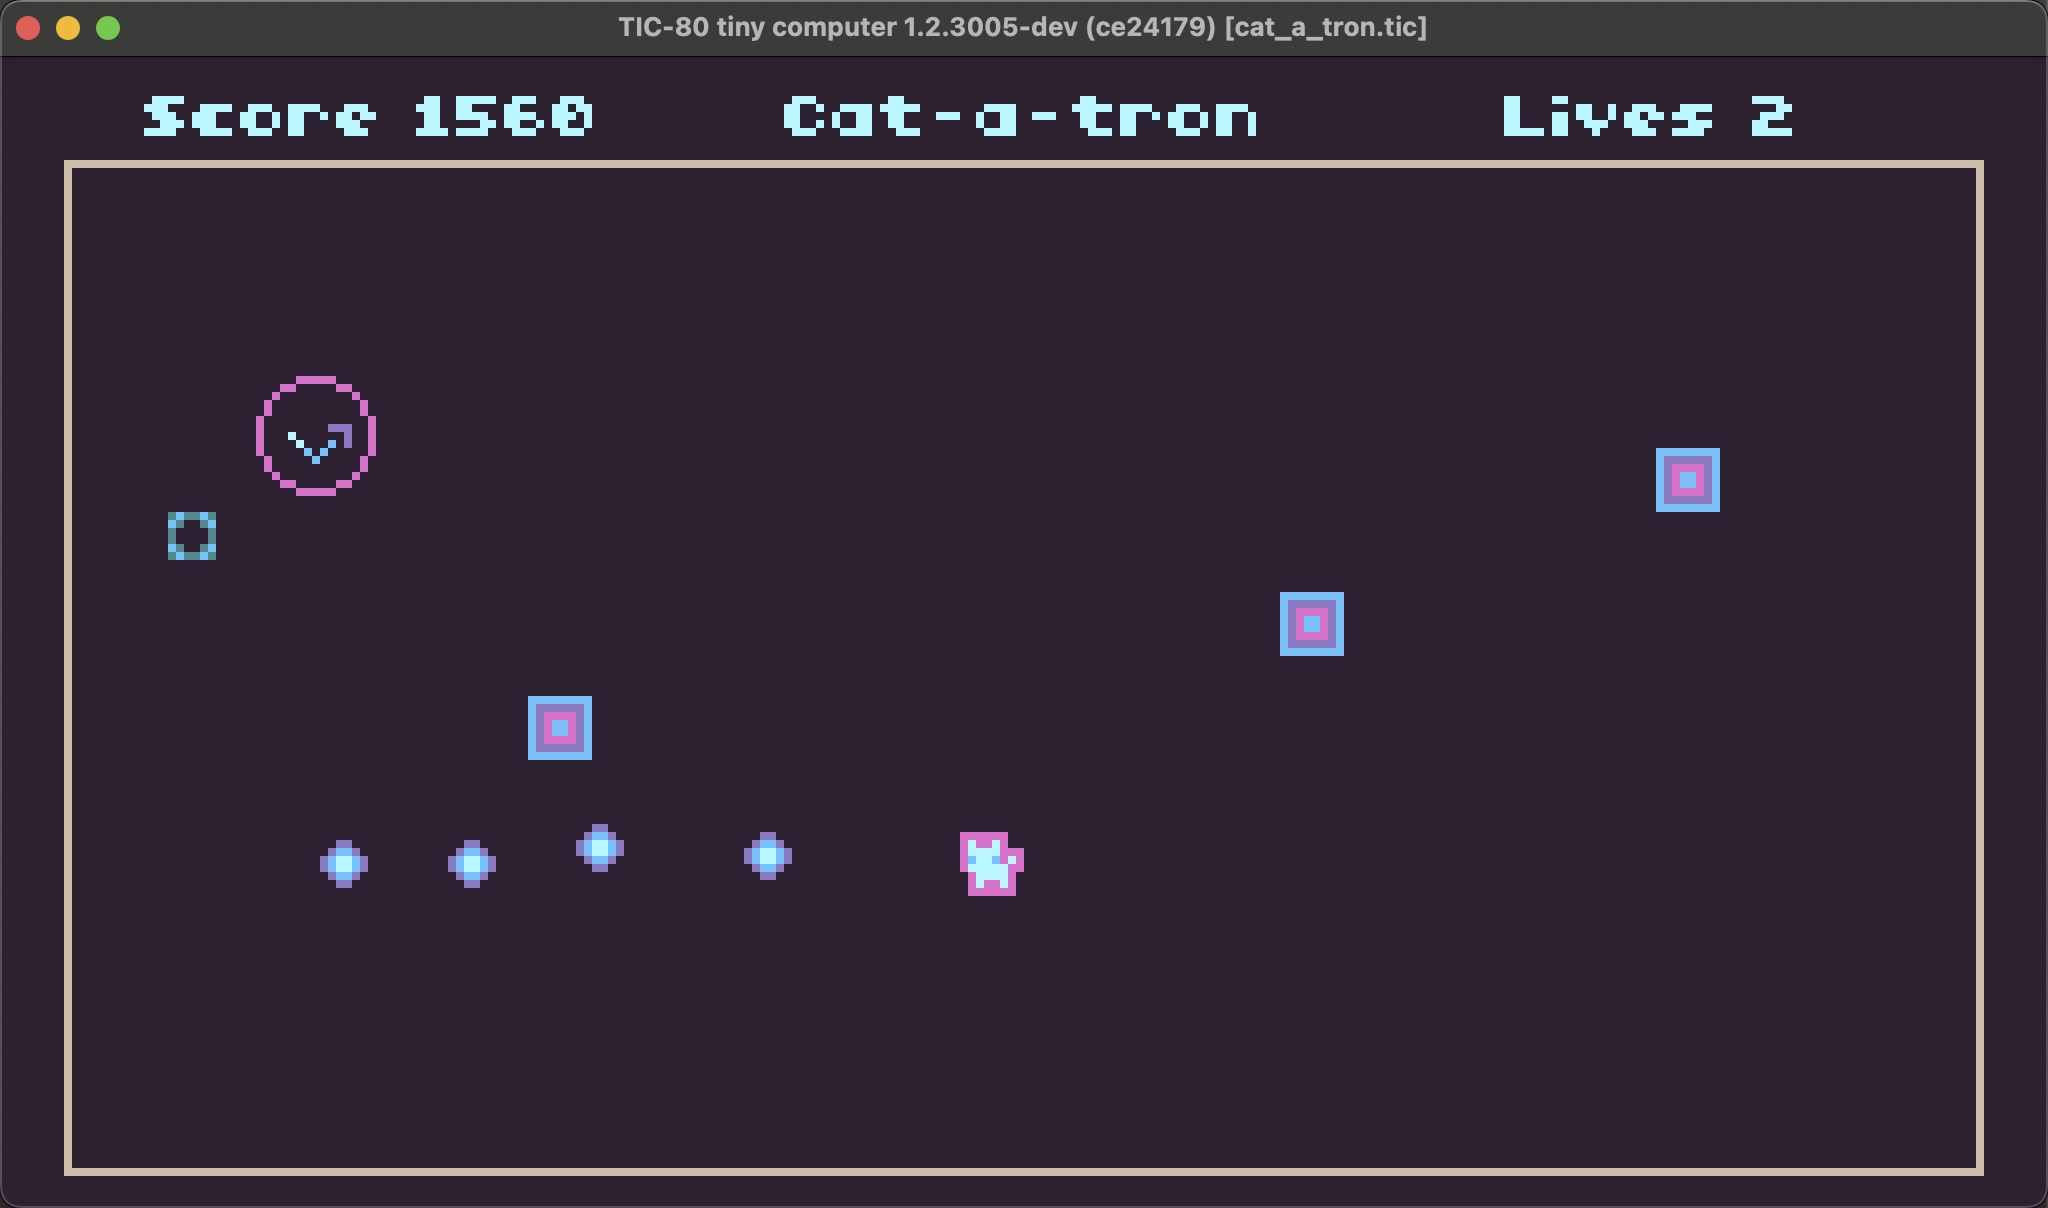 TIC-80 tiny computer 1.2.3005-dev (ce24179) [cat_a_tron.tic]
Score 1560 Cat-a-tron Lives 2